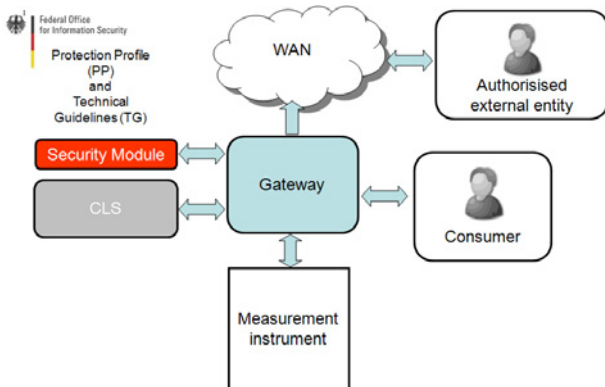 Federal Office
for Information Security
Protection Profile
(PP)
and
Technical
Guidelines (TG)
WAN
Authorisised
external entity
Security Module
Gateway
CLS
Consumer
Measurement
instrument